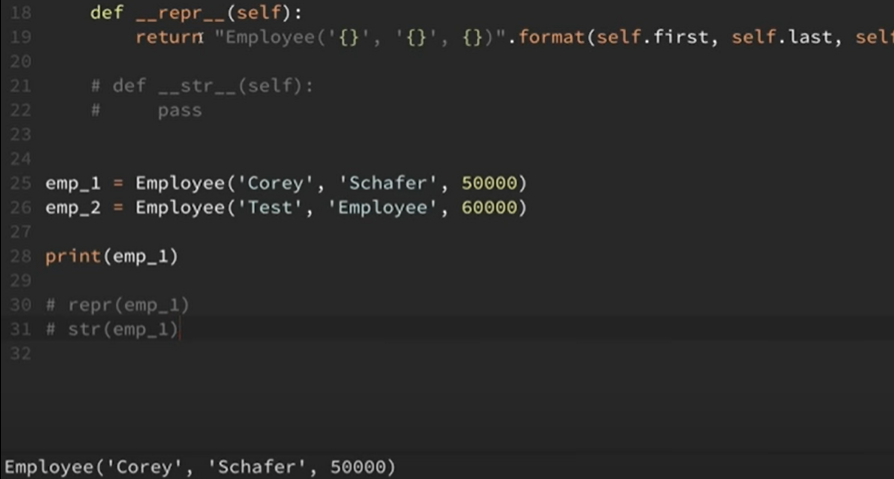 18 def __repr__(self):
19 return "Employee('{}', '{}', {})".format(self.first, self.last, self
20
21 # def __str__(self):
22 # pass
23
24
25 emp_1 = Employee('Corey', 'Schafer', 50000)
26 emp_2 = Employee('Test', 'Employee', 60000)
27
28 print(emp_1)
29
30 # repr(emp_1)
31 # str(emp_1)
32
Employee('Corey', 'Schafer', 50000)